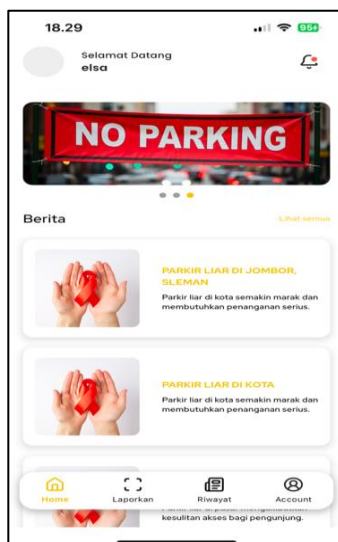 18.29
95+
Selamat Datang
elsa
NO PARKING
Berita
Lihat semua
PARKIR LIAR DI JOMBOR,
SLEMAN
Parkir liar di kota semakin marak dan
membutuhkan penanganan serius.
PARKIR LIAR DI KOTA
Parkir liar di kota semakin marak dan
membutuhkan penanganan serius.
Home
Laporkan
Riwayat
Account
kesulitan akses bagi pengunjung.